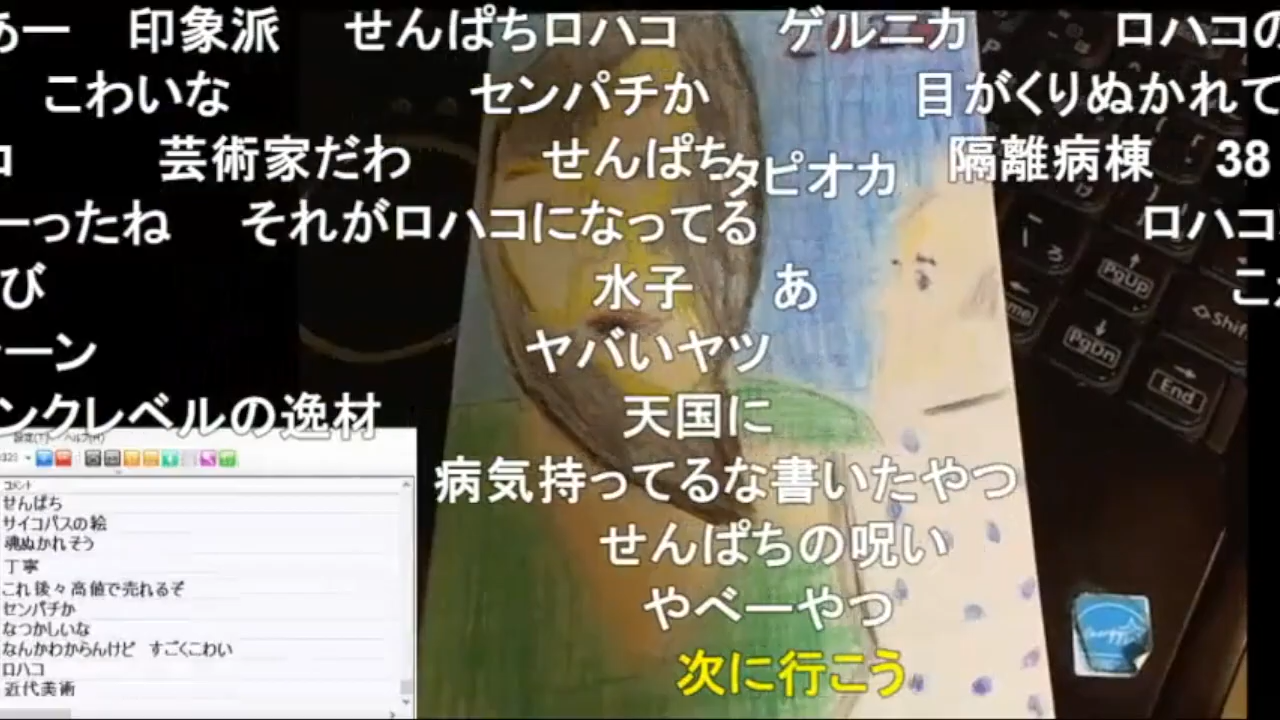 あー 印象派 せんぱちロハコ ゲルニカ ロハコの
こわいな センパチか 目がくりぬかれて
コ 芸術家だわ せんぱち 隔離病棟 38
タピオカ
ーったね それがロハコになってる ロハコ
び 水子 あ
ーン ヤバいヤツ
ンクレベルの逸材 天国に
病気持ってるな書いたやつ
せんぱちの呪い
やべーやつ
次に行こう
設定(T) ヘルプ(H)
コメント
せんぱち
サイコパスの絵
魂ぬかれそう
丁寧
これ後々高値で売れるぞ
センパチか
なつかしいな
なんかわからんけど すごくこわい
ロハコ
近代美術
PgUp
PgDn
Shif
End
ろ